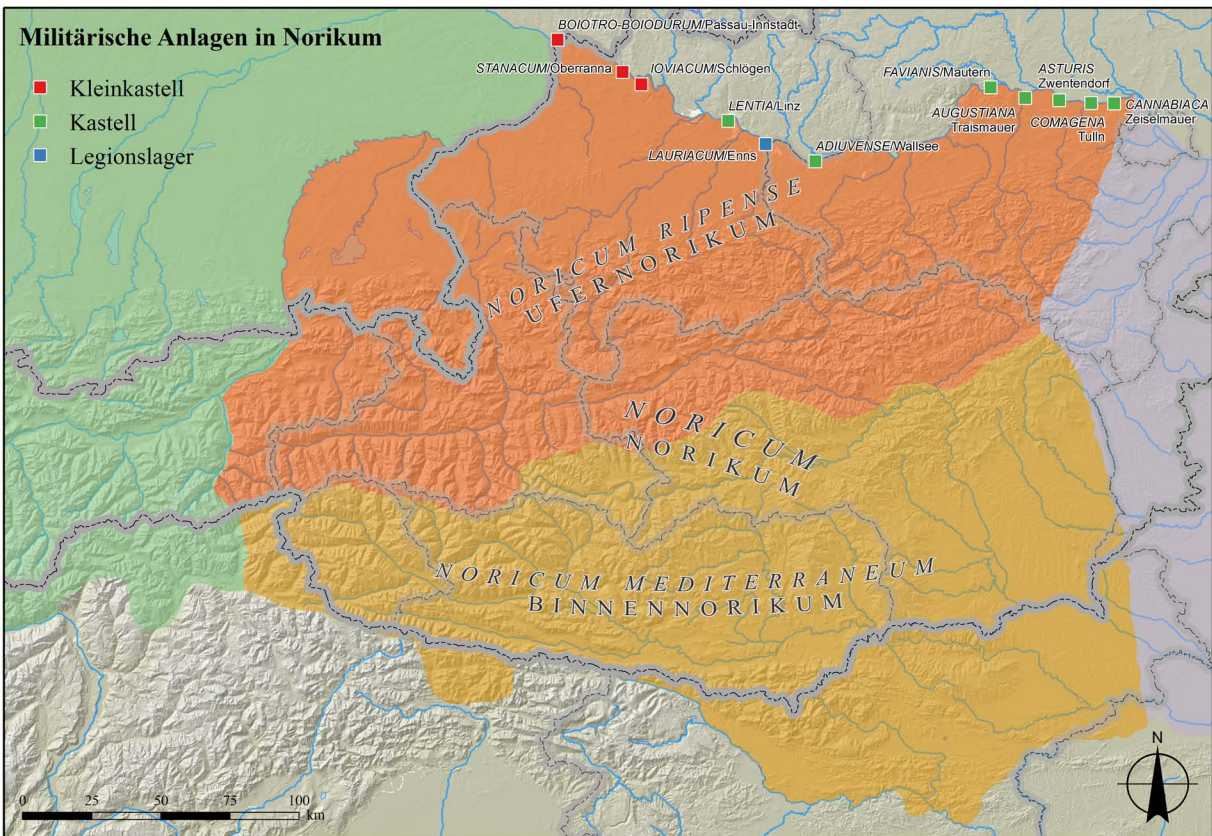 Militärische Anlagen in Norikum
Kleinkastell
Kastell
Legionslager
BOIOTRO-BOIODURUM/Passau-Innstadt
STANACUM/Oberranna
IOVIACUM/Schlögen
LENTIA/Linz
LAURIACUM/Enns
ADIUVENSE/Wallsee
FAVIANIS/Mautern
AUGUSTIANA
Traismauer
ASTURIS
Zwentendorf
COMAGENA
Tulln
CANNABIACA
Zeiselmauer
NORICUM RIPENSE
UFERNORIKUM
NORICUM
NORIKUM
NORICUM MEDITERRANEUM
BINNENNORIKUM
0 25 50 75 100
km
N